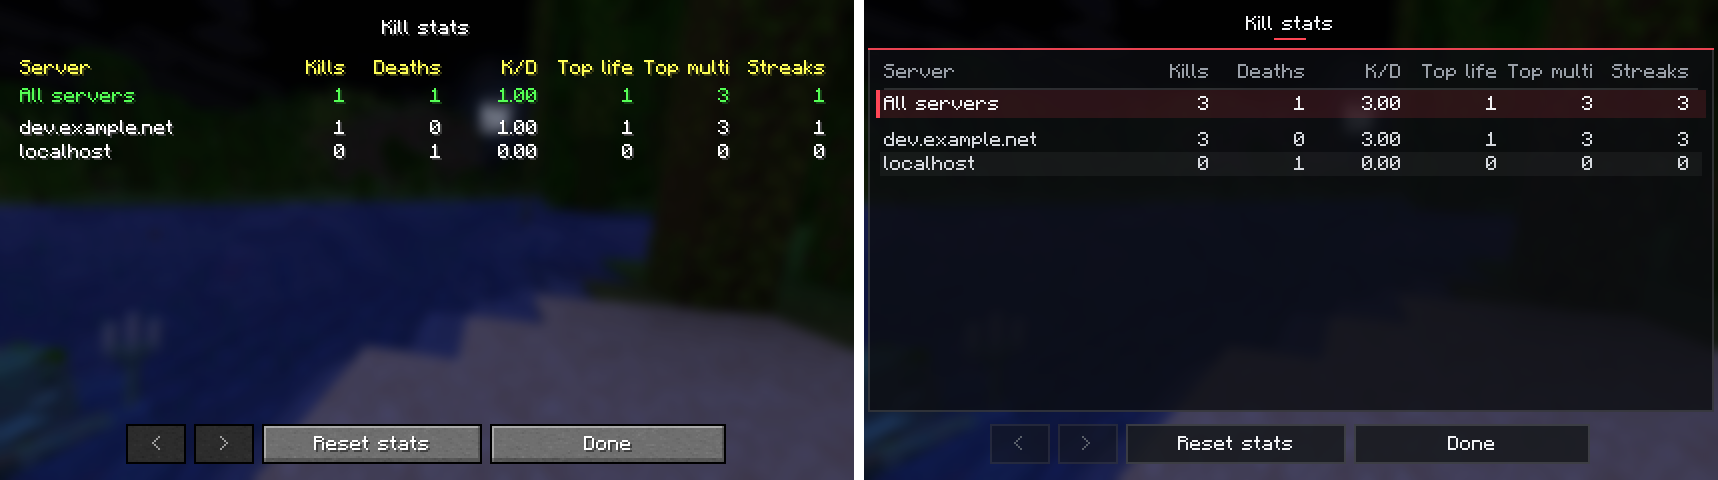 Kill stats
Server Kills Deaths K/D Top life Top multi Streaks
All servers 1 1 1.00 1 3 1
dev.example.net 1 0 1.00 1 3 1
localhost 0 1 0.00 0 0 0
< > Reset stats Done
Kill stats
Server Kills Deaths K/D Top life Top multi Streaks
All servers 3 1 3.00 1 3 3
dev.example.net 3 0 3.00 1 3 3
localhost 0 1 0.00 0 0 0
< > Reset stats Done